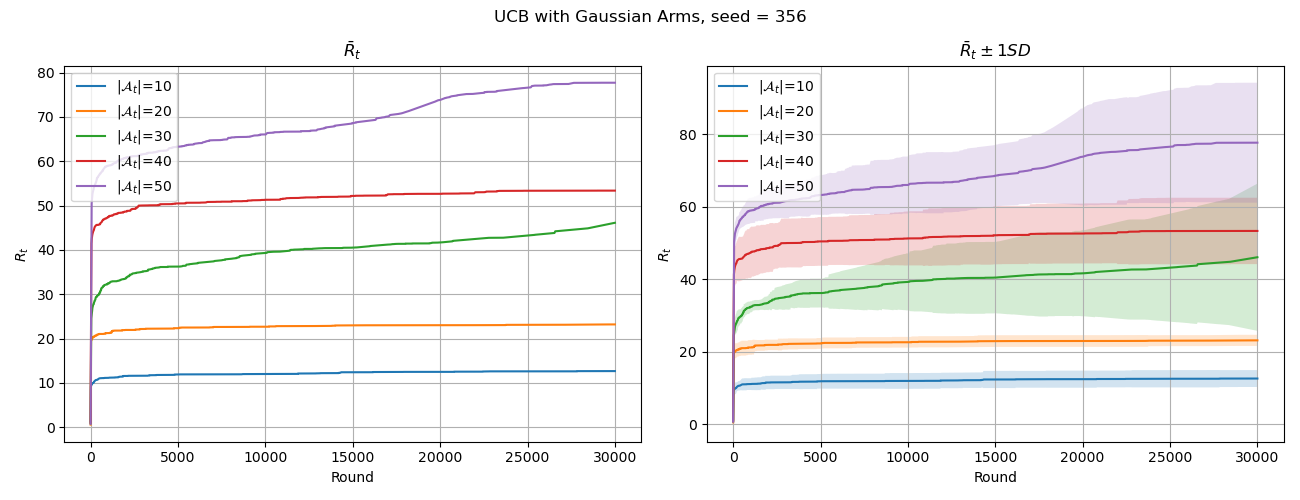 UCB with Gaussian Arms, seed = 356
R̄ₜ
80
70
60
50
40
30
20
10
0
Rₜ
|𝒜ₜ|=10
|𝒜ₜ|=20
|𝒜ₜ|=30
|𝒜ₜ|=40
|𝒜ₜ|=50
0 5000 10000 15000 20000 25000 30000
Round
R̄ₜ ± 1SD
80
60
40
20
0
Rₜ
|𝒜ₜ|=10
|𝒜ₜ|=20
|𝒜ₜ|=30
|𝒜ₜ|=40
|𝒜ₜ|=50
0 5000 10000 15000 20000 25000 30000
Round